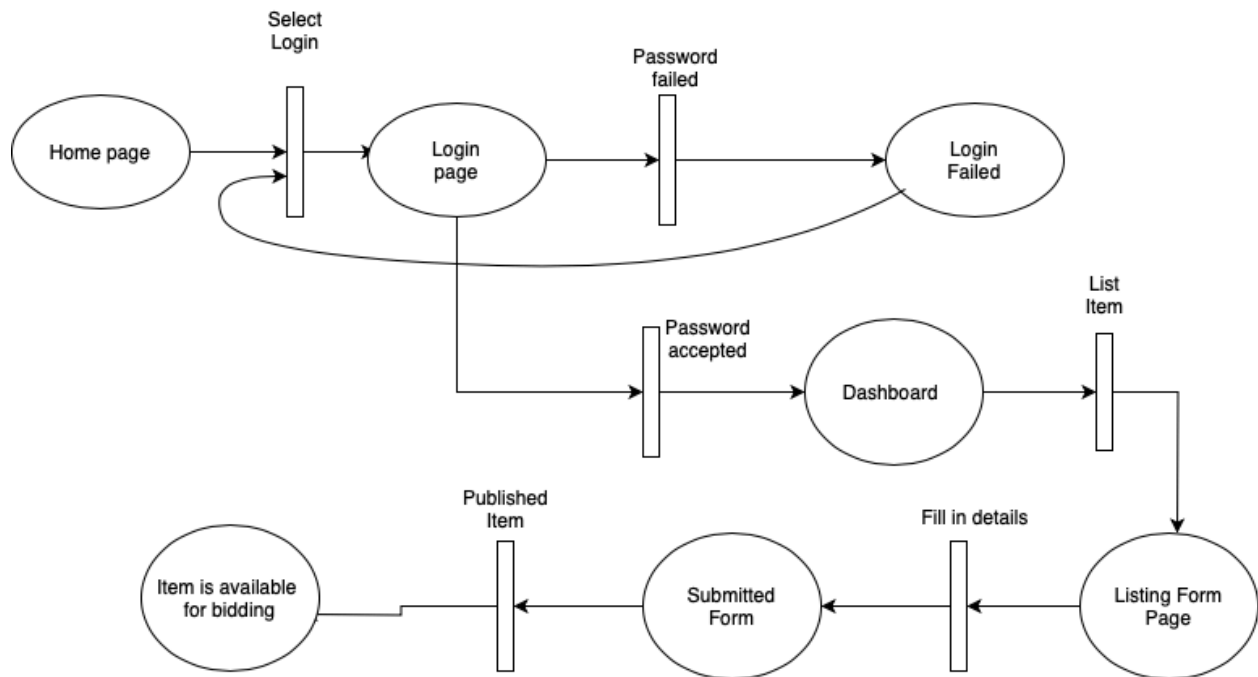 Select
Login
Password
failed
Home page
Login
page
Login
Failed
List
Item
Password
accepted
Dashboard
Published
Item
Fill in details
Item is available
for bidding
Submitted
Form
Listing Form
Page